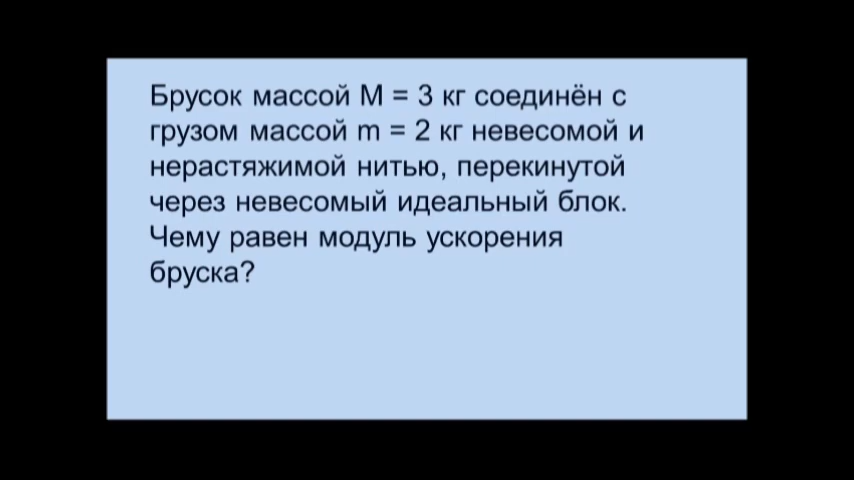 Брусок массой М = 3 кг соединён с
грузом массой m = 2 кг невесомой и
нерастяжимой нитью, перекинутой
через невесомый идеальный блок.
Чему равен модуль ускорения
бруска?